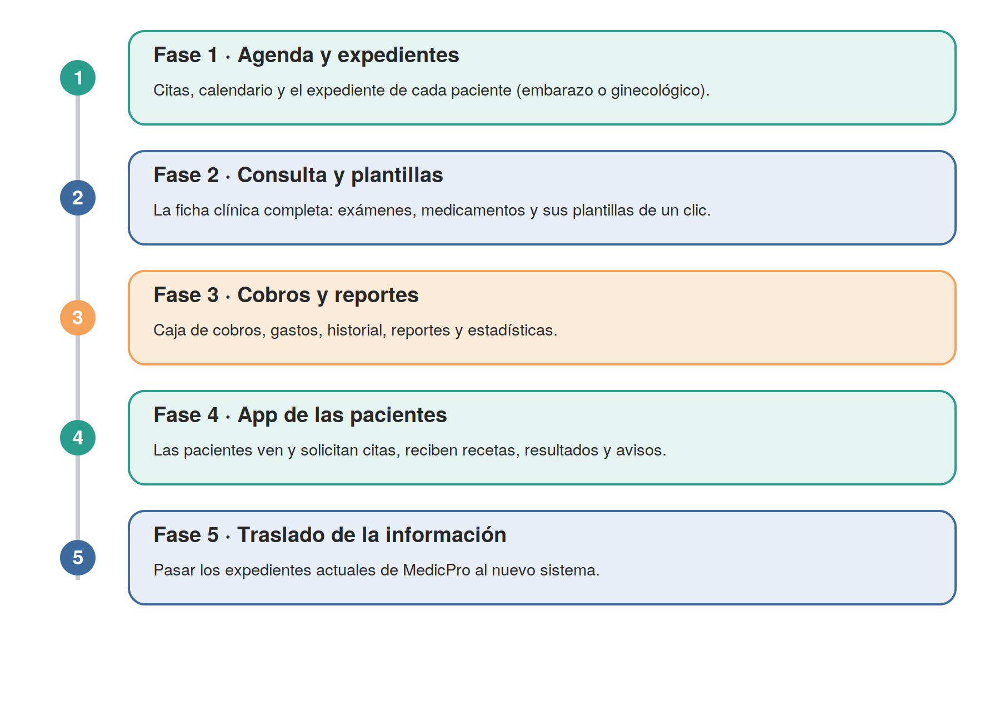 1
Fase 1 · Agenda y expedientes
Citas, calendario y el expediente de cada paciente (embarazo o ginecológico).
2
Fase 2 · Consulta y plantillas
La ficha clínica completa: exámenes, medicamentos y sus plantillas de un clic.
3
Fase 3 · Cobros y reportes
Caja de cobros, gastos, historial, reportes y estadísticas.
4
Fase 4 · App de las pacientes
Las pacientes ven y solicitan citas, reciben recetas, resultados y avisos.
5
Fase 5 · Traslado de la información
Pasar los expedientes actuales de MedicPro al nuevo sistema.